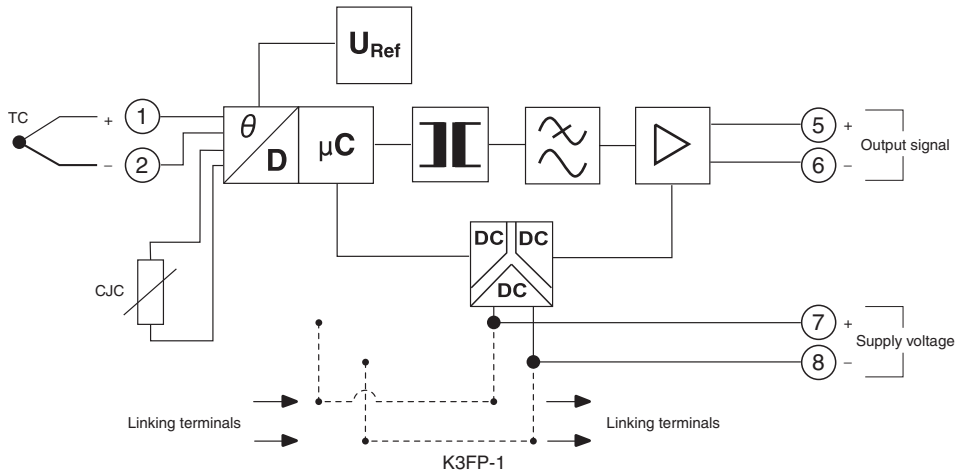 U Ref
TC
+
1
−
2
θ
D
µC
5
+
6
−
Output signal
DC
DC
DC
CJC
7
+
8
−
Supply voltage
Linking terminals
Linking terminals
K3FP-1